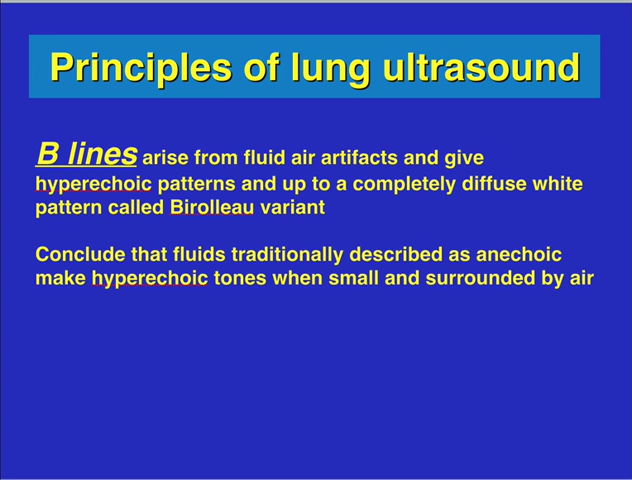 Principles of lung ultrasound
B lines arise from fluid air artifacts and give
hyperechoic patterns and up to a completely diffuse white
pattern called Birolleau variant
Conclude that fluids traditionally described as anechoic
make hyperechoic tones when small and surrounded by air